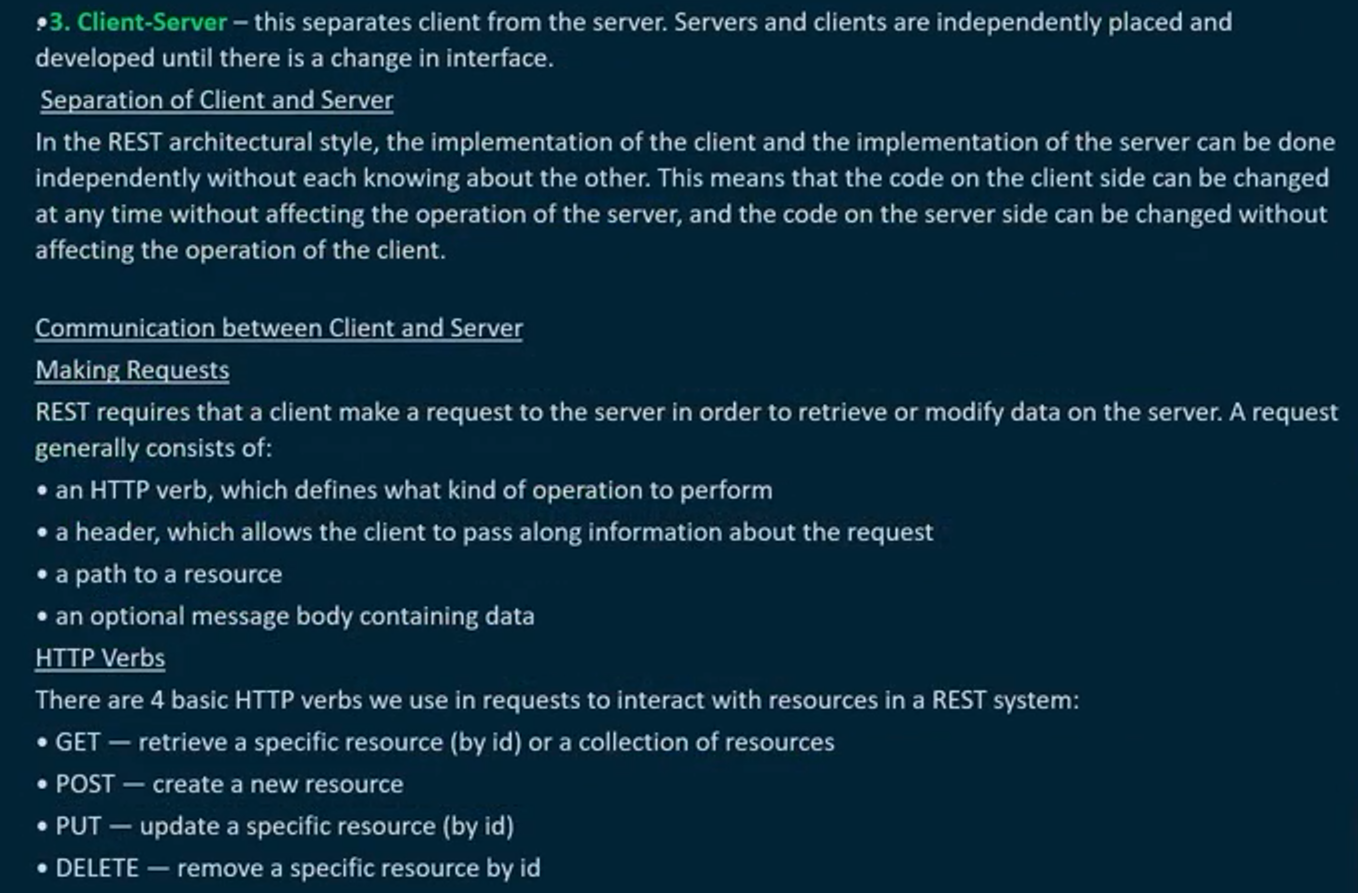 •3. Client-Server – this separates client from the server. Servers and clients are independently placed and
developed until there is a change in interface.
Separation of Client and Server
In the REST architectural style, the implementation of the client and the implementation of the server can be done
independently without each knowing about the other. This means that the code on the client side can be changed
at any time without affecting the operation of the server, and the code on the server side can be changed without
affecting the operation of the client.
Communication between Client and Server
Making Requests
REST requires that a client make a request to the server in order to retrieve or modify data on the server. A request
generally consists of:
• an HTTP verb, which defines what kind of operation to perform
• a header, which allows the client to pass along information about the request
• a path to a resource
• an optional message body containing data
HTTP Verbs
There are 4 basic HTTP verbs we use in requests to interact with resources in a REST system:
• GET — retrieve a specific resource (by id) or a collection of resources
• POST — create a new resource
• PUT — update a specific resource (by id)
• DELETE — remove a specific resource by id